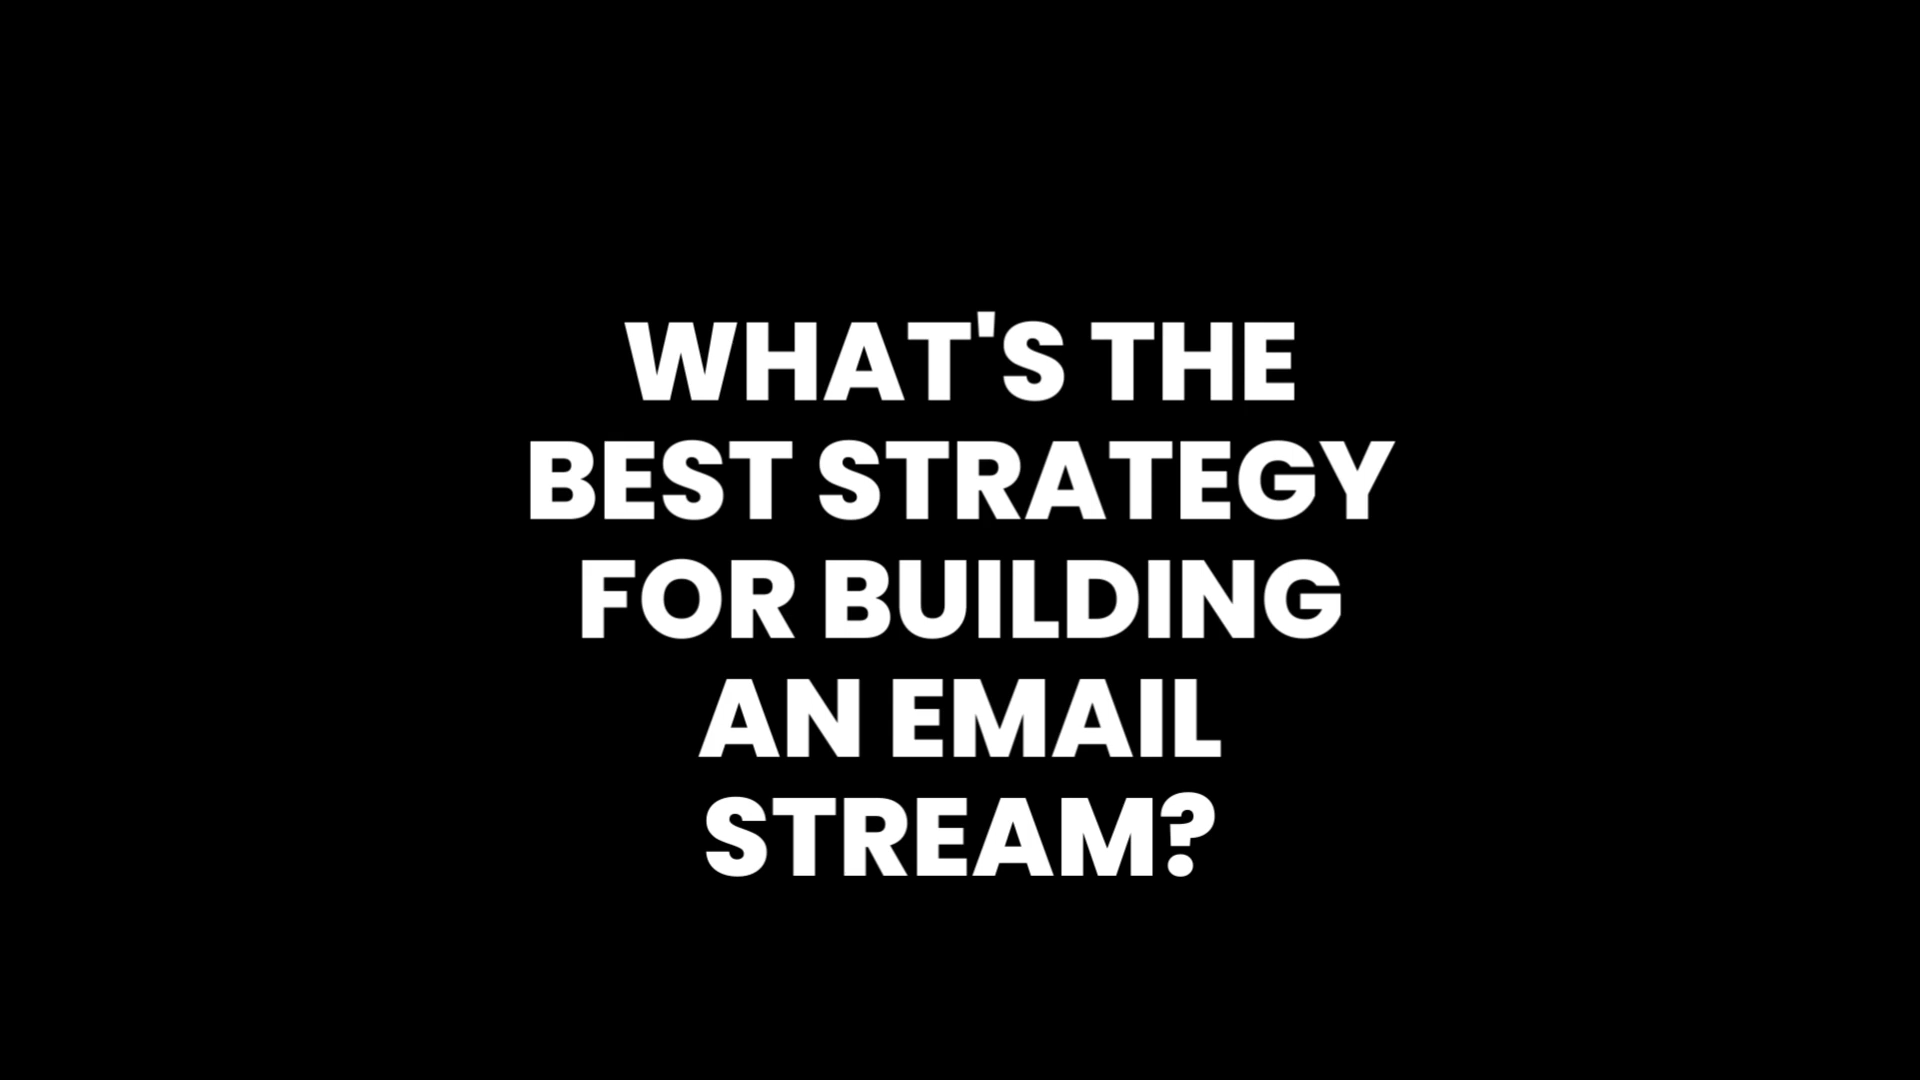 WHAT'S THE
BEST STRATEGY
FOR BUILDING
AN EMAIL
STREAM?